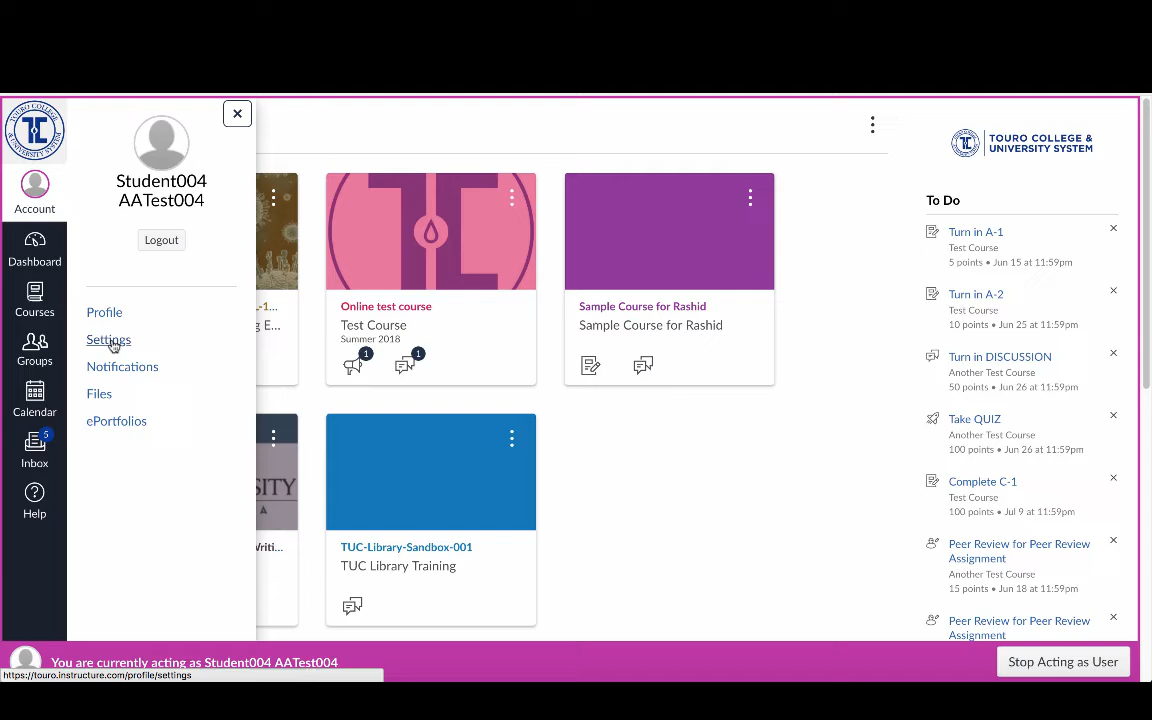 TOURO COLLEGE
& UNIVERSITY SYSTEM
Account
Dashboard
Courses
Groups
Calendar
5
Inbox
Help
×
Student004
AATest004
Logout
Profile
Settings
Notifications
Files
ePortfolios
L-1...
g E...
Online test course
Test Course
Summer 2018
1
1
Sample Course for Rashid
Sample Course for Rashid
RSITY
A
Writi...
TUC-Library-Sandbox-001
TUC Library Training
TOURO COLLEGE &
UNIVERSITY SYSTEM
To Do
Turn in A-1
Test Course
5 points • Jun 15 at 11:59pm
Turn in A-2
Test Course
10 points • Jun 25 at 11:59pm
Turn in DISCUSSION
Another Test Course
50 points • Jun 26 at 11:59pm
Take QUIZ
Another Test Course
100 points • Jun 26 at 11:59pm
Complete C-1
Test Course
100 points • Jul 9 at 11:59pm
Peer Review for Peer Review
Assignment
Another Test Course
15 points • Jun 18 at 11:59pm
Peer Review for Peer Review
Assignment
You are currently acting as Student004 AATest004
Stop Acting as User
https://touro.instructure.com/profile/settings